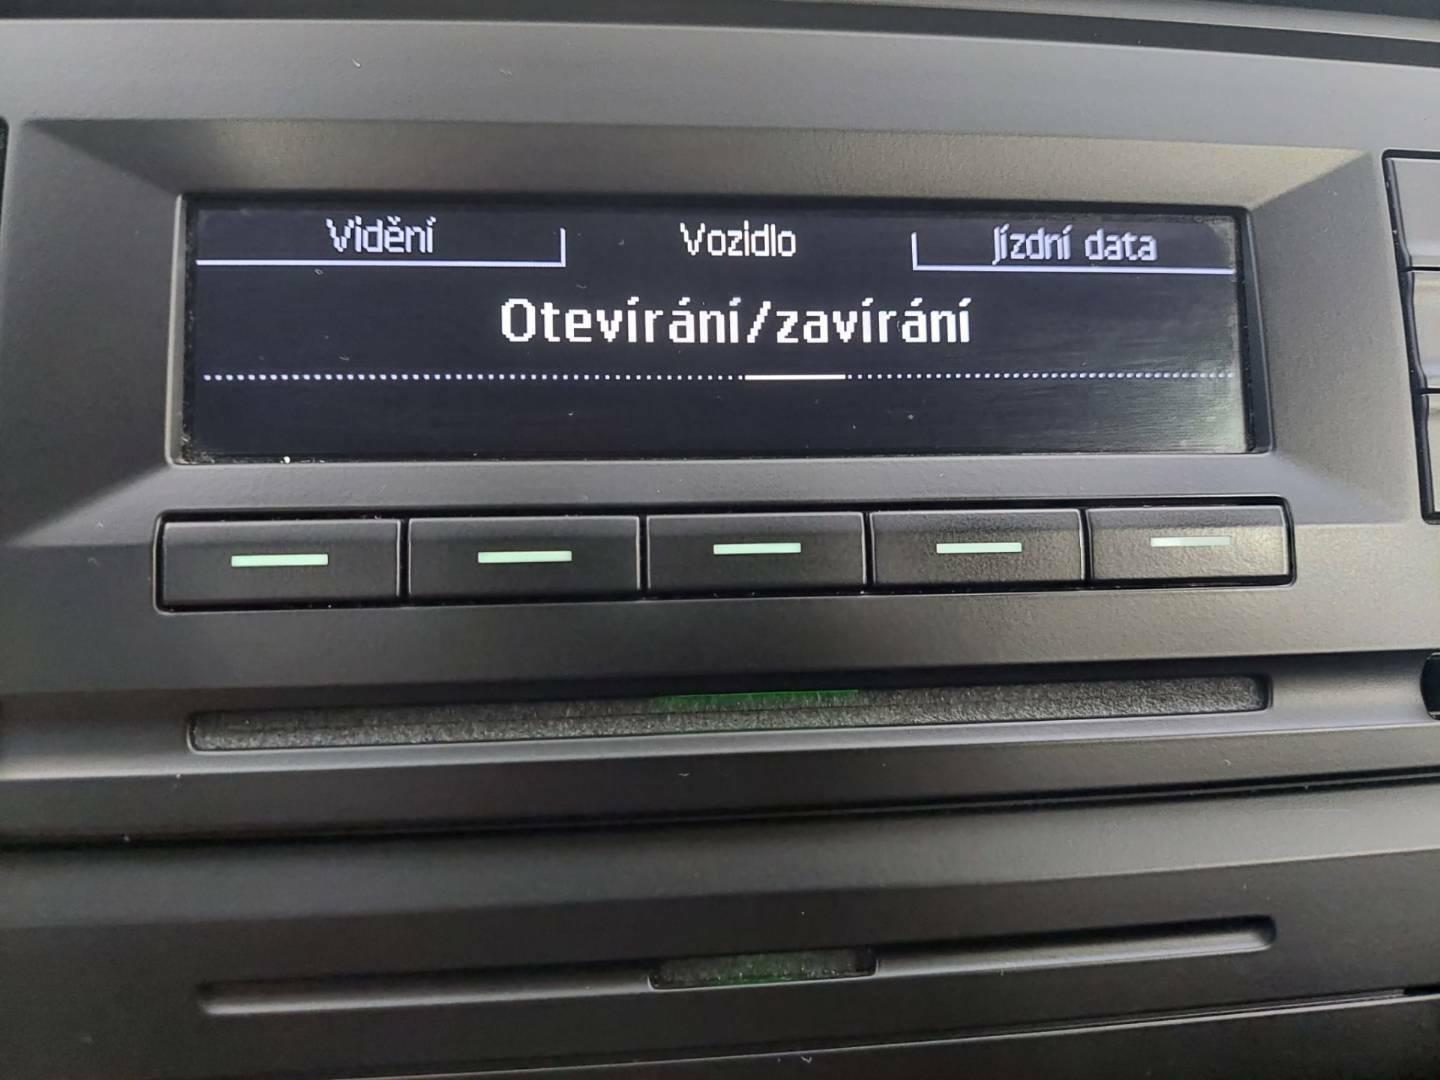 Vidění Vozidlo Jízdní data
Otevírání/zavírání